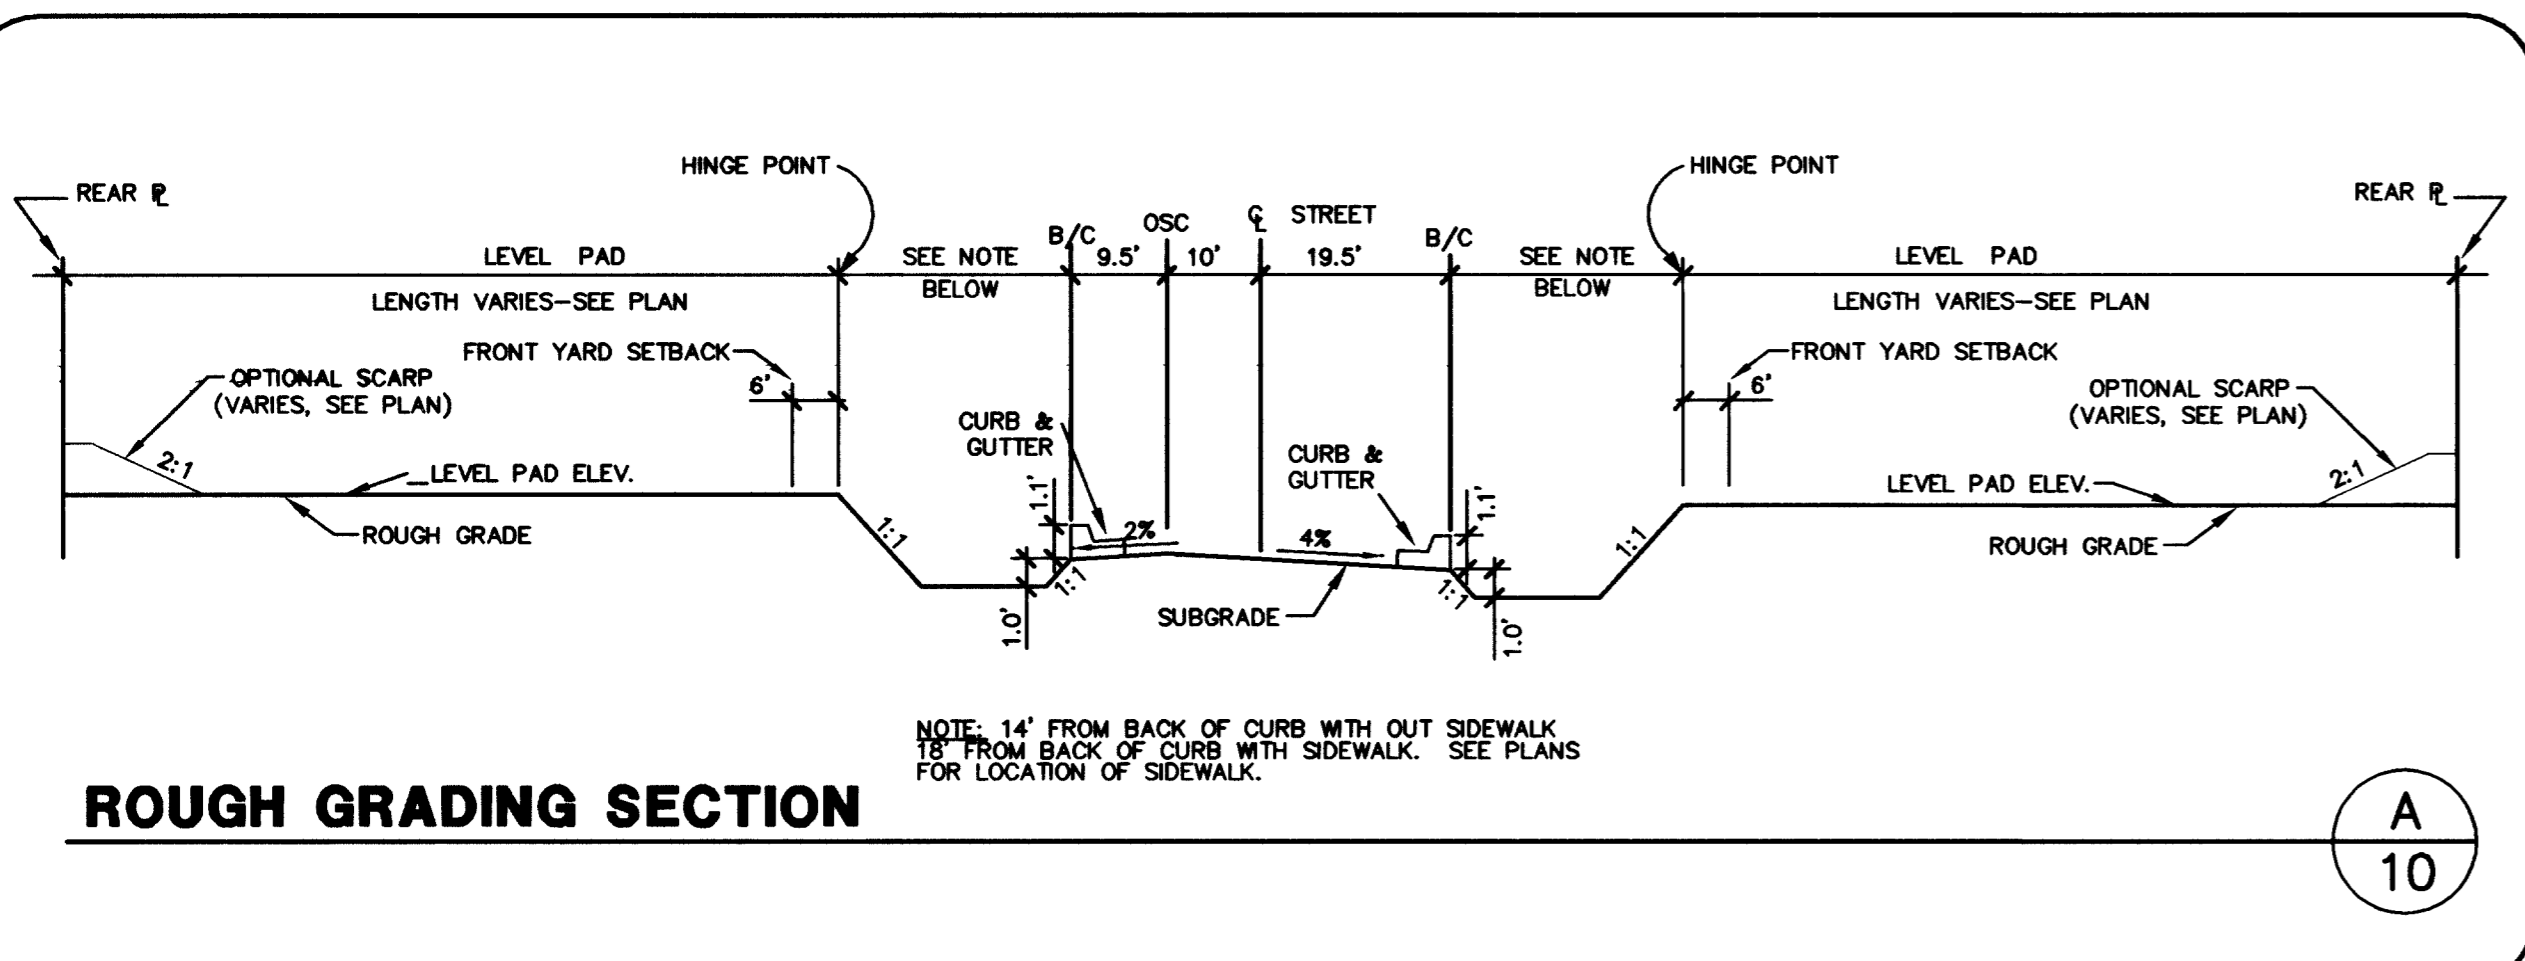 HINGE POINT
HINGE POINT
REAR ⅊
REAR ⅊
OSC
℄ STREET
B/C
B/C
LEVEL PAD
SEE NOTE
9.5'
10'
19.5'
SEE NOTE
LEVEL PAD
BELOW
BELOW
LENGTH VARIES-SEE PLAN
LENGTH VARIES-SEE PLAN
FRONT YARD SETBACK
FRONT YARD SETBACK
6'
6'
OPTIONAL SCARP
(VARIES, SEE PLAN)
OPTIONAL SCARP
(VARIES, SEE PLAN)
CURB &
GUTTER
CURB &
GUTTER
2:1
LEVEL PAD ELEV.
LEVEL PAD ELEV.
2:1
1.1'
1.1'
ROUGH GRADE
1:1
2%
4%
1:1
ROUGH GRADE
1:1
1:1
SUBGRADE
1.0'
1.0'
NOTE: 14' FROM BACK OF CURB WITH OUT SIDEWALK
18' FROM BACK OF CURB WITH SIDEWALK. SEE PLANS
FOR LOCATION OF SIDEWALK.
ROUGH GRADING SECTION
A
10